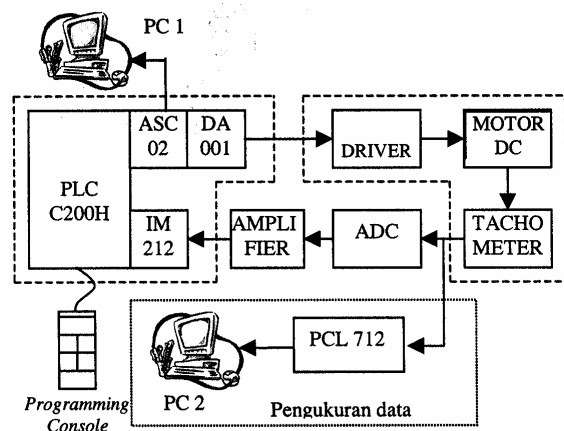 PC 1
ASC
02
DA
001
DRIVER
MOTOR
DC
PLC
C200H
IM
212
AMPLI
FIER
ADC
TACHO
METER
PCL 712
PC 2
Pengukuran data
Programming
Console